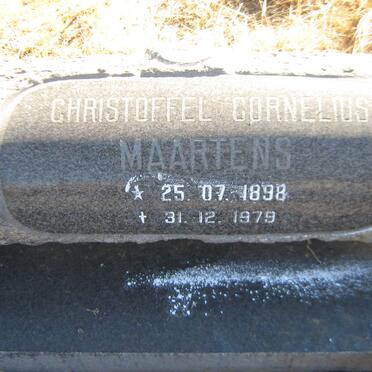 CHRISTOFFEL CORNELIUS
MAARTENS
* 25. 07. 1898
† 31. 12. 1979